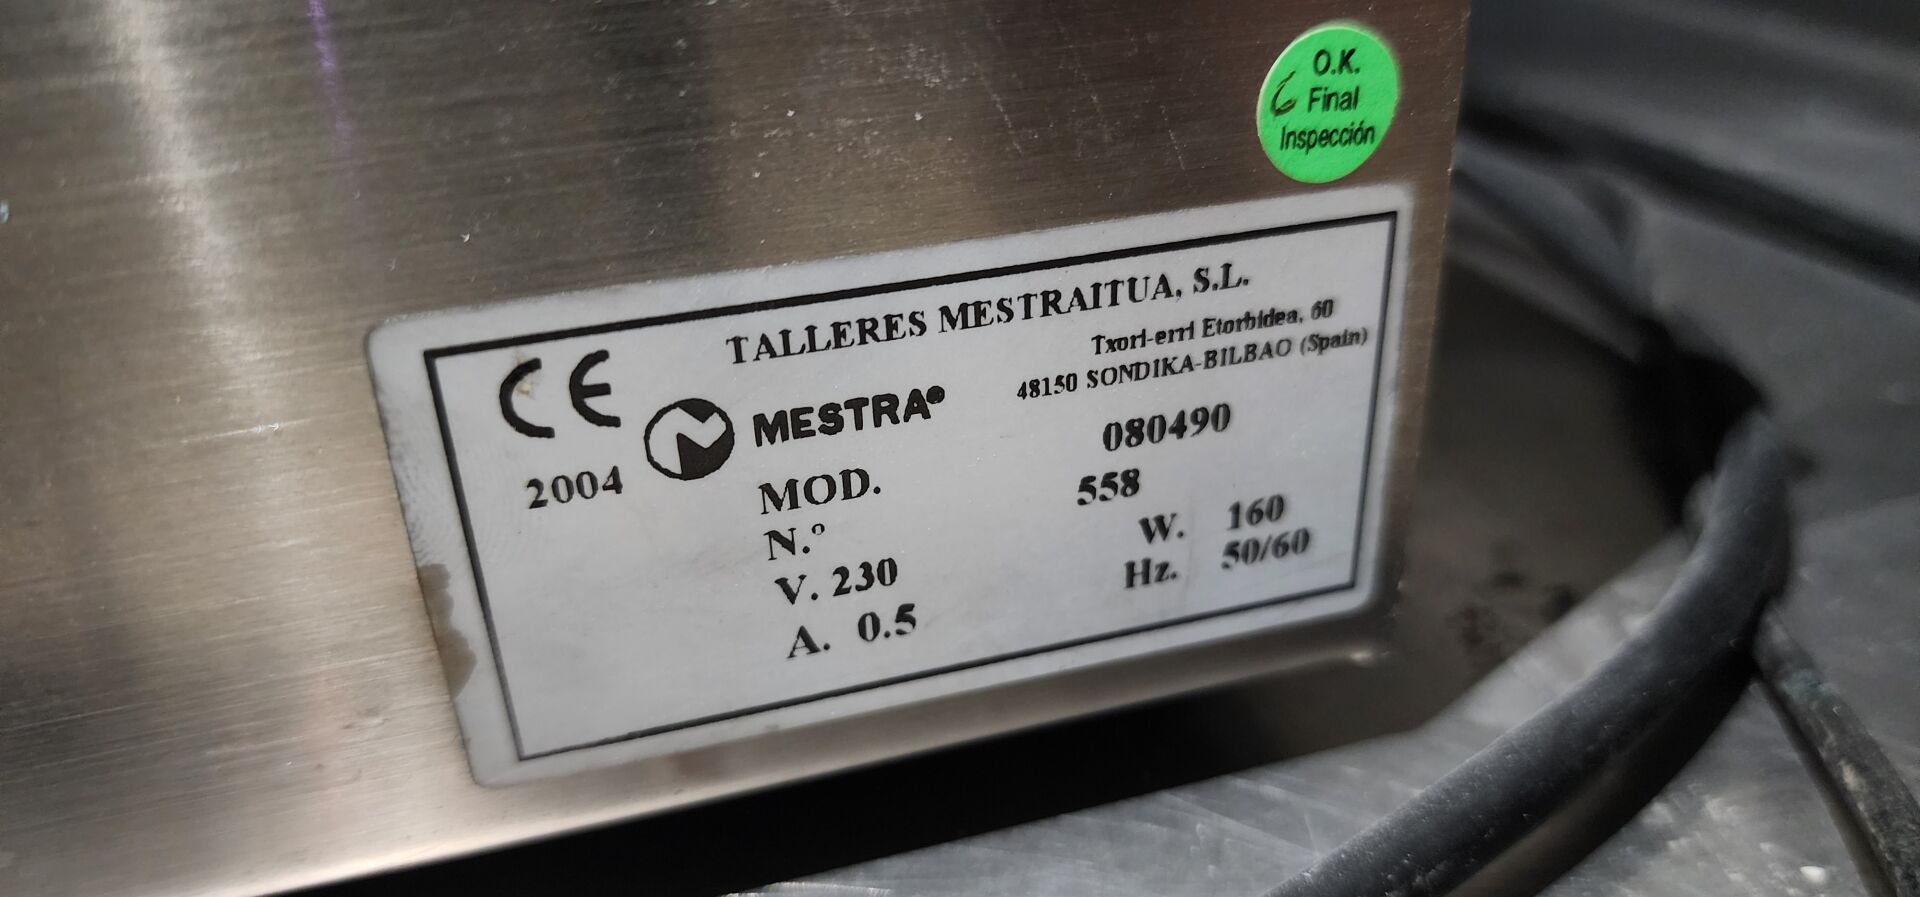 O.K.
Final
Inspección
TALLERES MESTRAITUA, S.L.
Txori-erri Etorbidea, 60
48150 SONDIKA-BILBAO (Spain)
CE
MESTRA®
2004
MOD. 080490
N.º 558
V. 230 W. 160
A. 0.5 Hz. 50/60